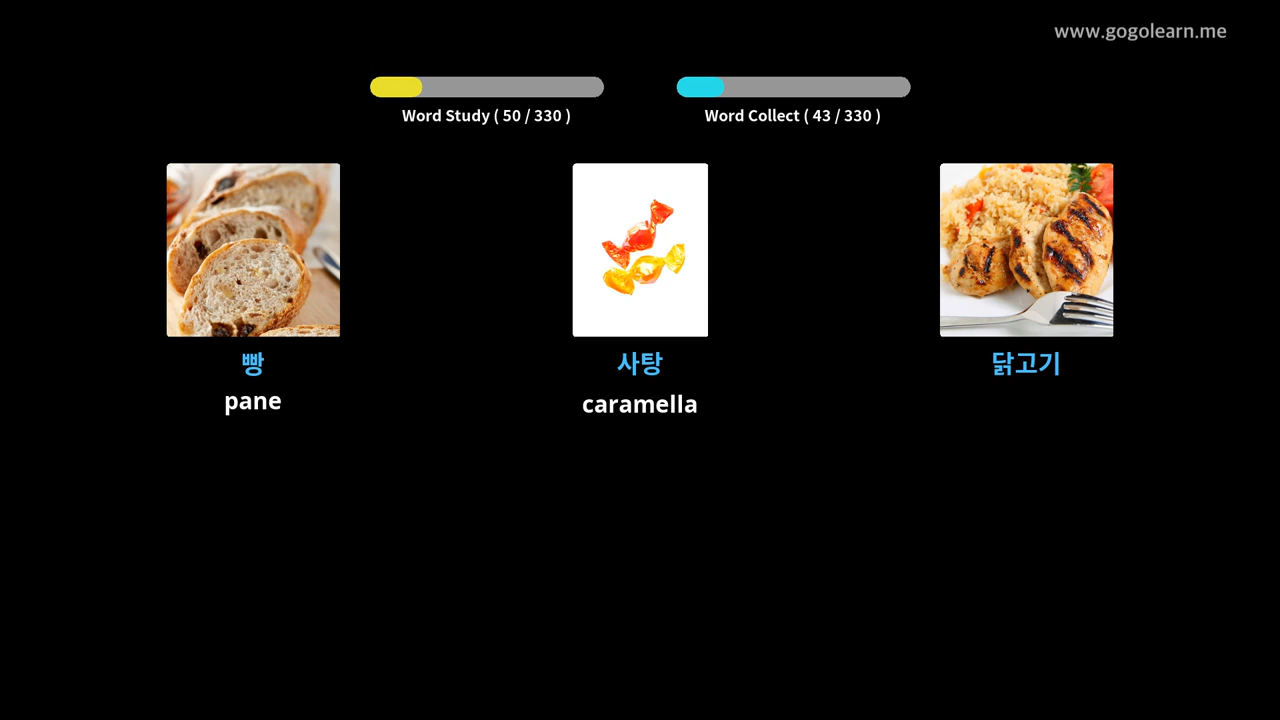 www.gogolearn.me
Word Study ( 50 / 330 )
Word Collect ( 43 / 330 )
빵
사탕
닭고기
pane
caramella